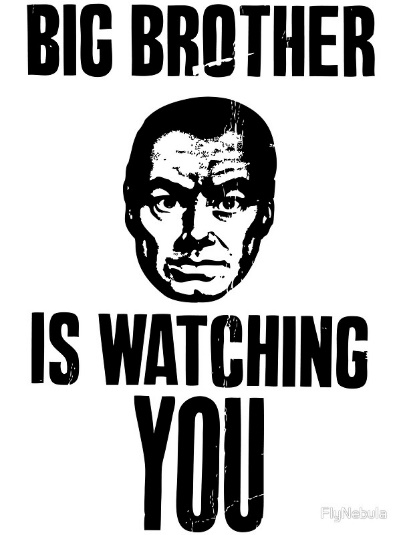 BIG BROTHER
IS WATCHING
YOU
FlyNebula